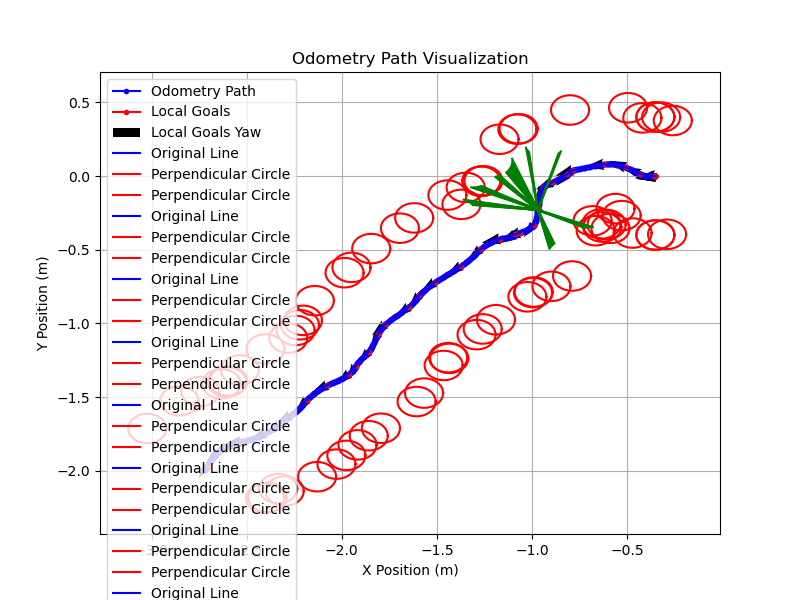 Odometry Path Visualization
Y Position (m)
0.5
0.0
−0.5
−1.0
−1.5
−2.0
Odometry Path
Local Goals
Local Goals Yaw
Original Line
Perpendicular Circle
Perpendicular Circle
Original Line
Perpendicular Circle
Perpendicular Circle
Original Line
Perpendicular Circle
Perpendicular Circle
Original Line
Perpendicular Circle
Perpendicular Circle
Original Line
Perpendicular Circle
Perpendicular Circle
Original Line
Perpendicular Circle
Perpendicular Circle
Original Line
Perpendicular Circle
Perpendicular Circle
Original Line
−2.0 −1.5 −1.0 −0.5
X Position (m)